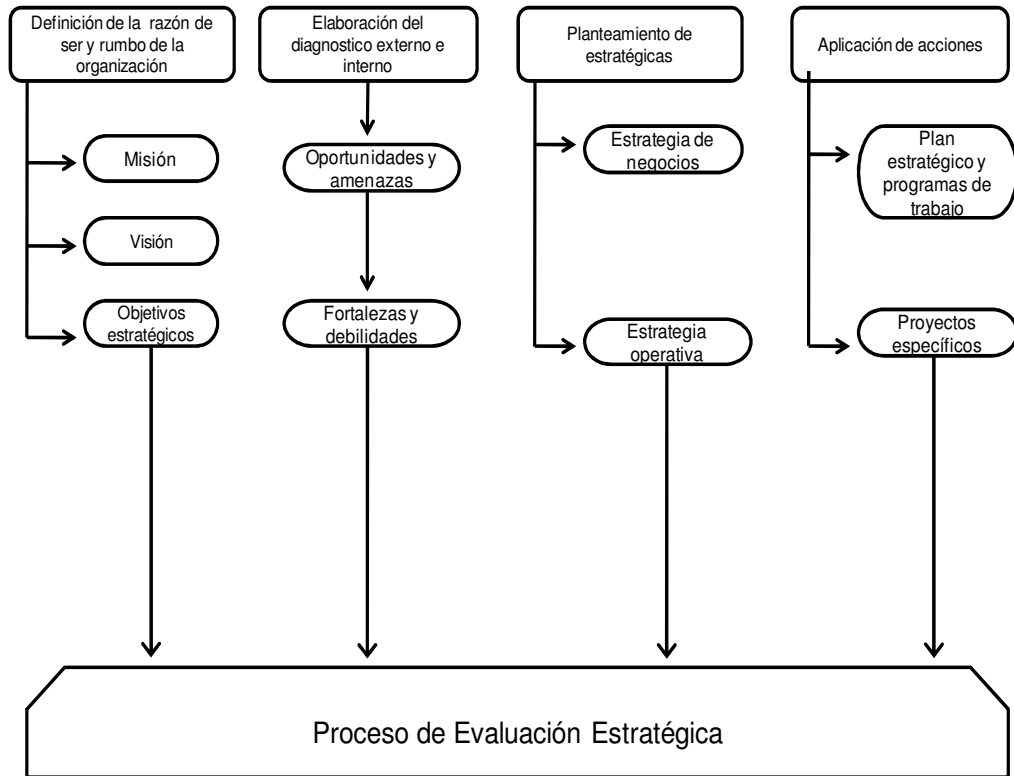 Definición de la razón de
ser y rumbo de la
organización
Misión
Visión
Objetivos
estratégicos
Elaboración del
diagnostico externo e
interno
Oportunidades y
amenazas
Fortalezas y
debilidades
Planteamiento de
estratégicas
Estrategia de
negocios
Estrategia
operativa
Aplicación de acciones
Plan
estratégico y
programas de
trabajo
Proyectos
específicos
Proceso de Evaluación Estratégica